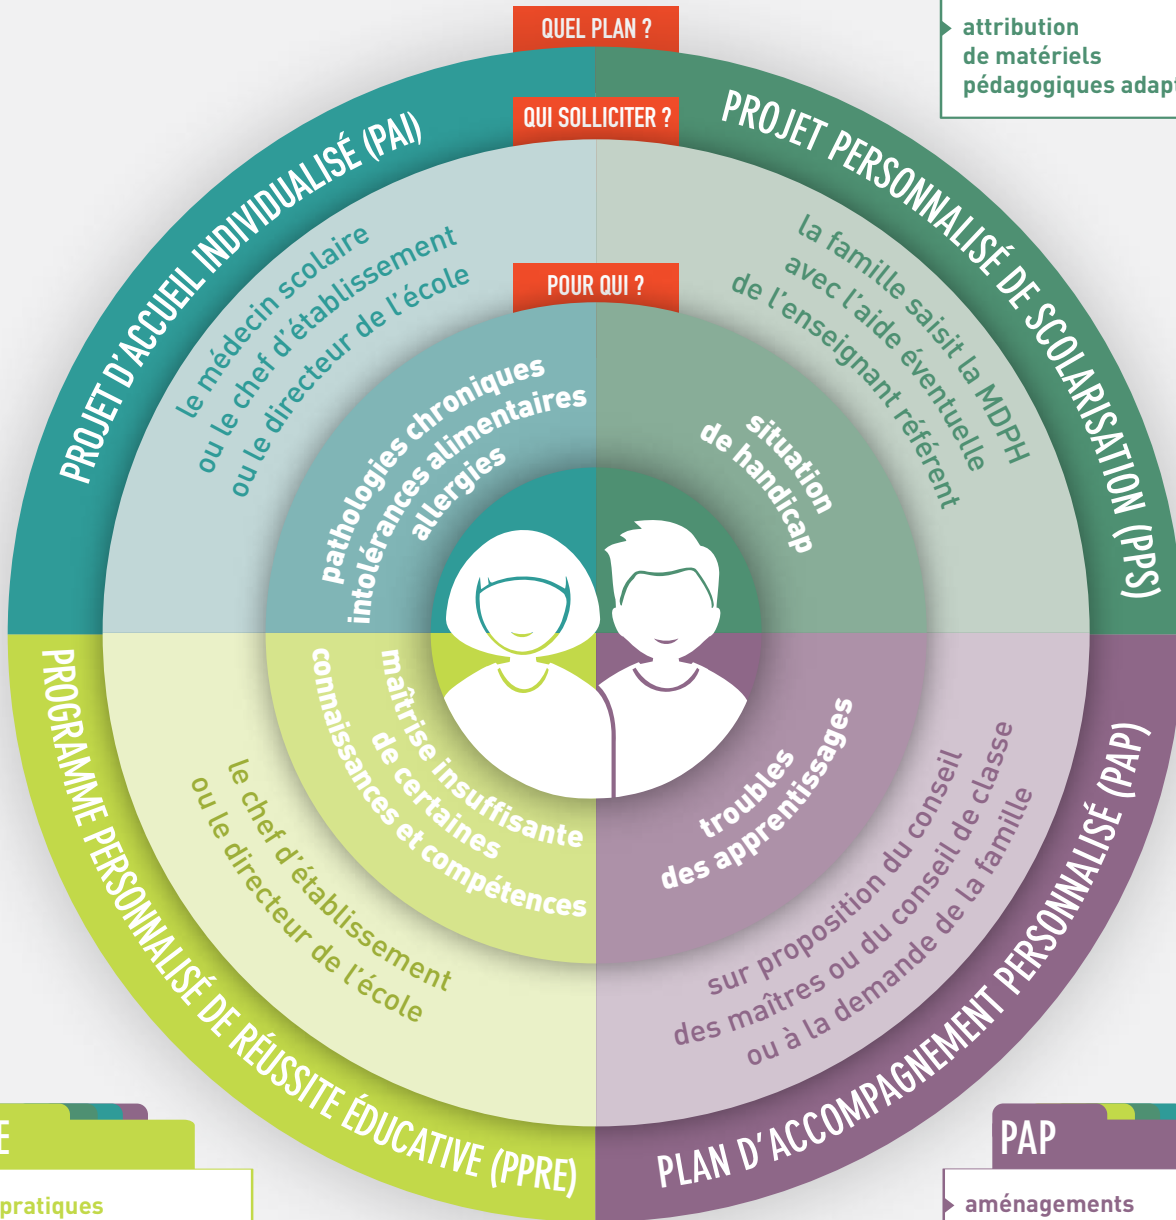 QUEL PLAN ?
attribution
de matériels
pédagogiques
QUI SOLLICITER ?
PROJET D'ACCUEIL INDIVIDUALISÉ (PAI)
PROJET PERSONNALISÉ DE SCOLARISATION (PPS)
le médecin scolaire
ou le chef d'établissement
ou le directeur de l'école
la famille saisit la MDPH
avec l'aide éventuelle
de l'enseignant référent
POUR QUI ?
pathologies chroniques
intolérances alimentaires
allergies
situation
de handicap
maîtrise insuffisante
de certaines
connaissances et compétences
troubles
des apprentissages
le chef d'établissement
ou le directeur de l'école
sur proposition du conseil
des maîtres ou du conseil de classe
ou à la demande de la famille
PROGRAMME PERSONNALISÉ DE RÉUSSITE ÉDUCATIVE (PPRE)
PLAN D'ACCOMPAGNEMENT PERSONNALISÉ (PAP)
E
pratiques
PAP
aménagements